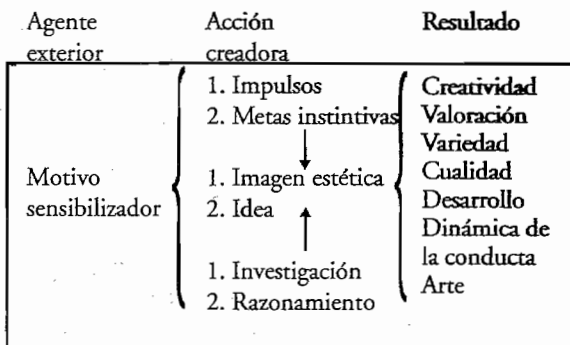 Agente exterior
Acción creadora
Resultado
Motivo sensibilizador
1. Impulsos
2. Metas instintivas
1. Imagen estética
2. Idea
1. Investigación
2. Razonamiento
Creatividad
Valoración
Variedad
Cualidad
Desarrollo
Dinámica de
la conducta
Arte